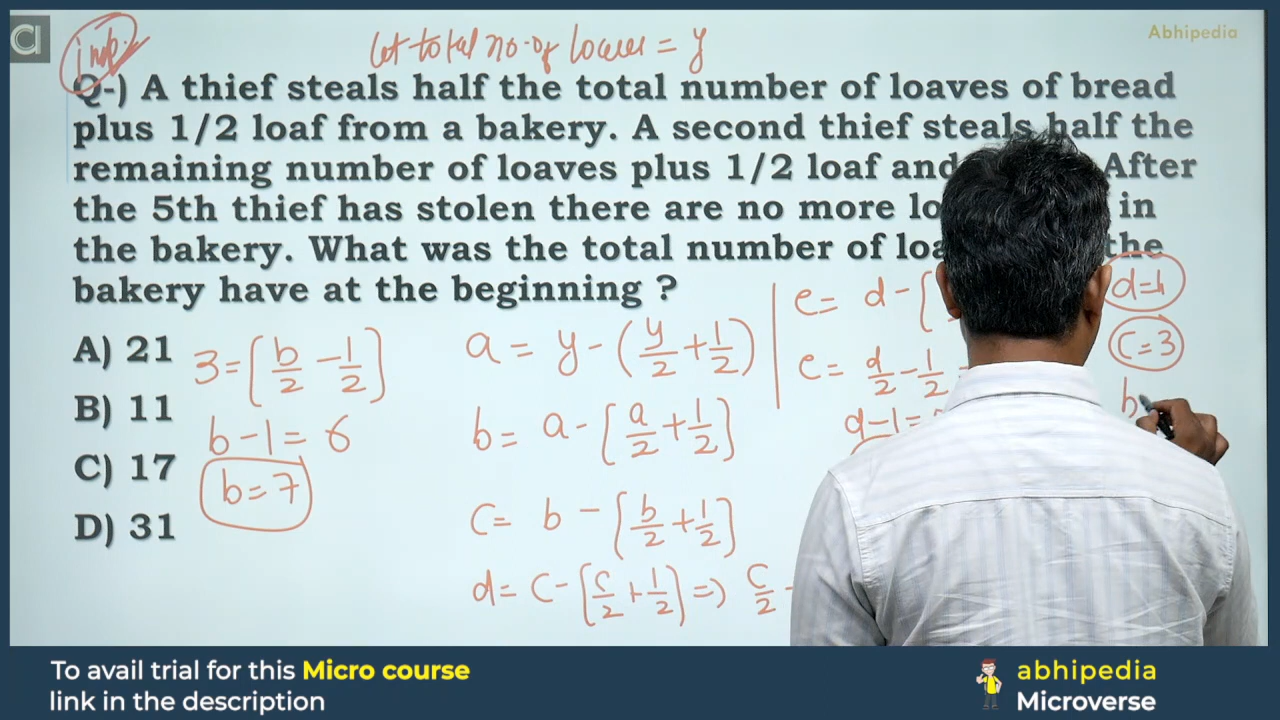 Abhipedia
imp.
let total no. of loaves = y
Q-) A thief steals half the total number of loaves of bread
plus 1/2 loaf from a bakery. A second thief steals half the
remaining number of loaves plus 1/2 loaf and After
the 5th thief has stolen there are no more in
the bakery. What was the total number of the
bakery have at the beginning ?
A) 21
B) 11
C) 17
D) 31
3 = [b/2 - 1/2]
b - 1 = 6
b = 7
a = y - (y/2 + 1/2)
b = a - [a/2 + 1/2]
c = b - [b/2 + 1/2]
d = c - [c/2 + 1/2] => c/2 -
e = d - [
e = d/2 - 1/2 =
d - 1 =
c = 3
b
To avail trial for this Micro course
link in the description
abhipedia
Microverse